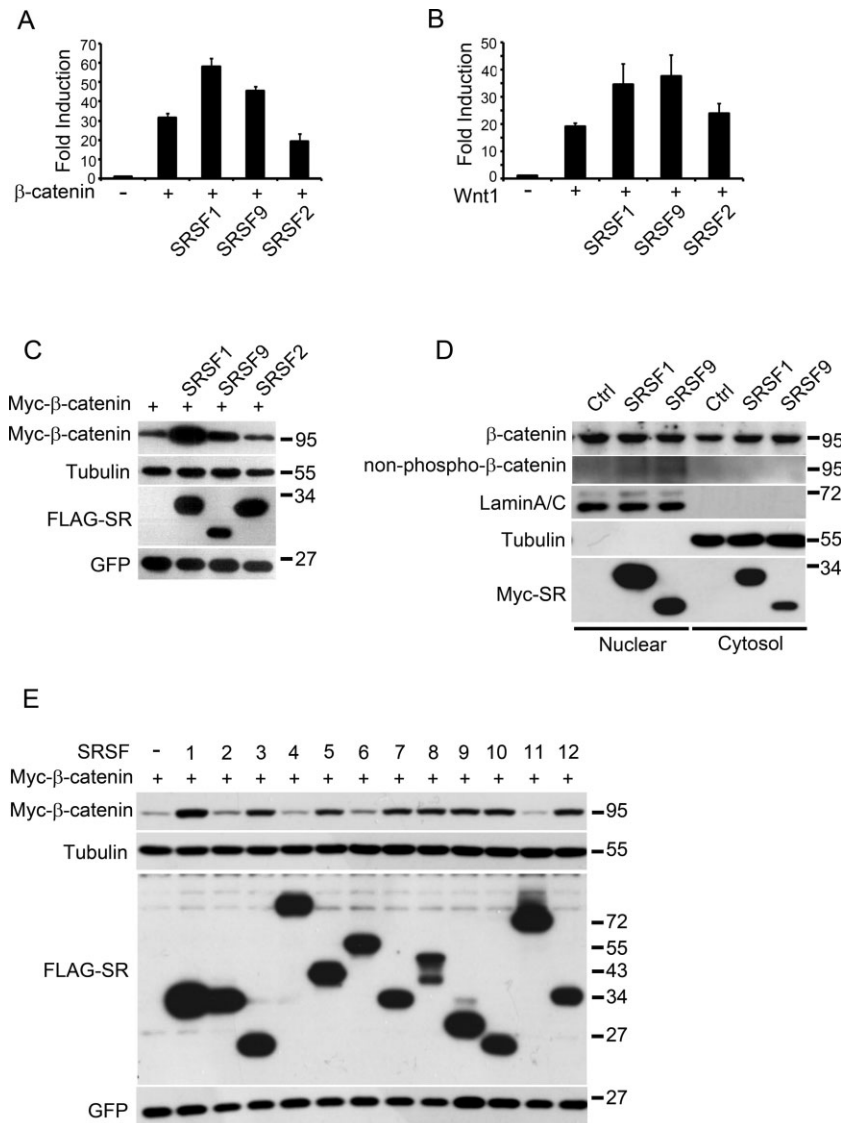 A
Fold Induction
70
60
50
40
30
20
10
0
β-catenin - + + + +
SRSF1 SRSF9 SRSF2
B
Fold Induction
50
40
30
20
10
0
Wnt1 - + + + +
SRSF1 SRSF9 SRSF2
C
SRSF1 SRSF9 SRSF2
Myc-β-catenin + + + +
Myc-β-catenin 95
Tubulin 55
34
FLAG-SR
GFP 27
D
Ctrl SRSF1 SRSF9 Ctrl SRSF1 SRSF9
β-catenin 95
non-phospho-β-catenin 95
LaminA/C 72
Tubulin 55
34
Myc-SR
Nuclear Cytosol
E
SRSF - 1 2 3 4 5 6 7 8 9 10 11 12
Myc-β-catenin + + + + + + + + + + + + +
Myc-β-catenin 95
Tubulin 55
72
55
FLAG-SR 43
34
27
27
GFP